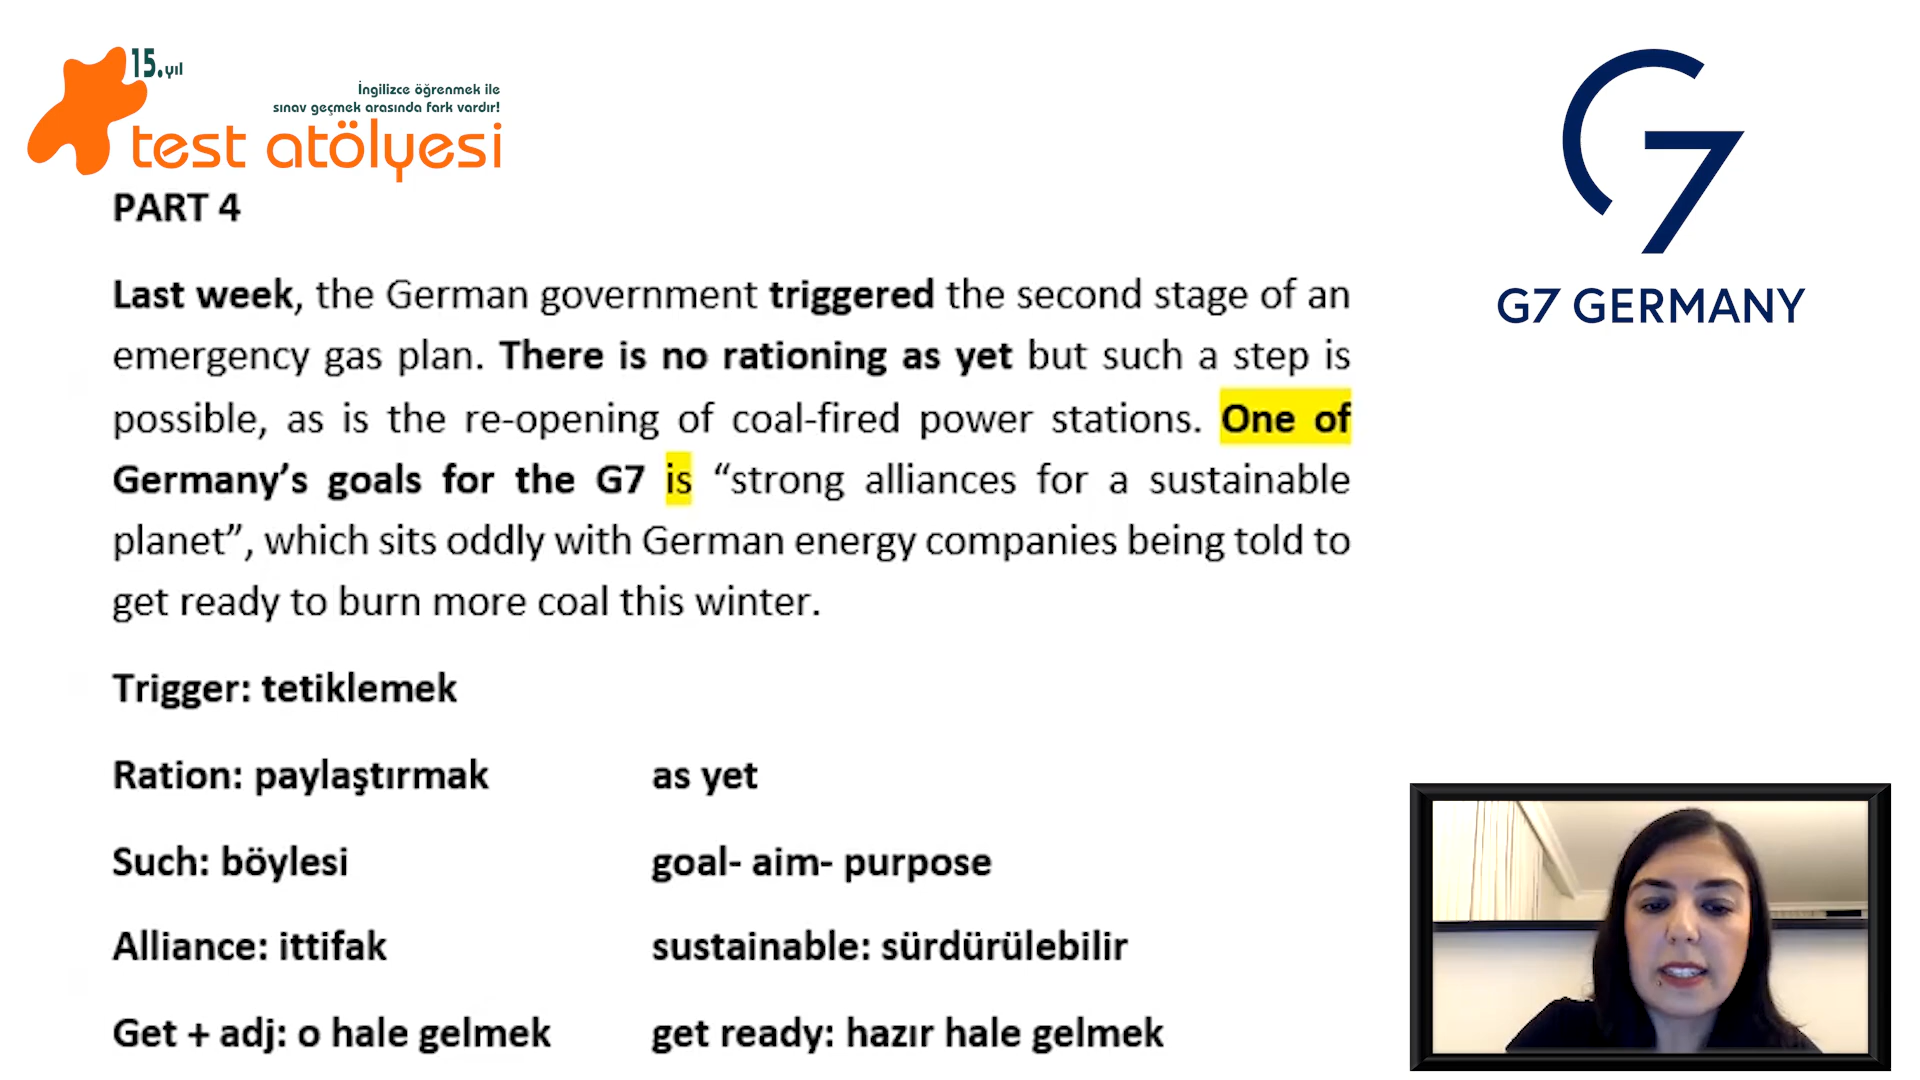 15.yıl
İngilizce öğrenmek ile
sınav geçmek arasında fark vardır!
test atölyesi
G7 GERMANY
PART 4
Last week, the German government triggered the second stage of an
emergency gas plan. There is no rationing as yet but such a step is
possible, as is the re-opening of coal-fired power stations. One of
Germany’s goals for the G7 is “strong alliances for a sustainable
planet”, which sits oddly with German energy companies being told to
get ready to burn more coal this winter.
Trigger: tetiklemek
Ration: paylaştırmak as yet
Such: böylesi goal- aim- purpose
Alliance: ittifak sustainable: sürdürülebilir
Get + adj: o hale gelmek get ready: hazır hale gelmek